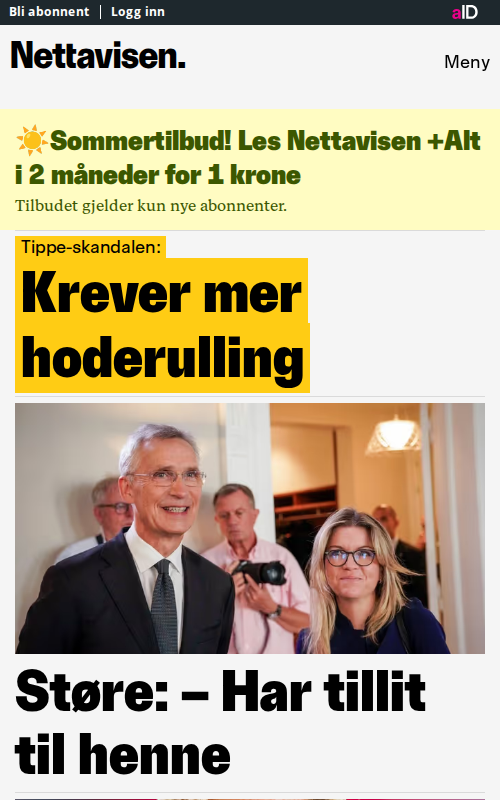 Bli abonnent | Logg inn
aID
Nettavisen.
Meny
☀️Sommertilbud! Les Nettavisen +Alt
i 2 måneder for 1 krone
Tilbudet gjelder kun nye abonnenter.
Tippe-skandalen:
Krever mer
hoderulling
Støre: – Har tillit
til henne